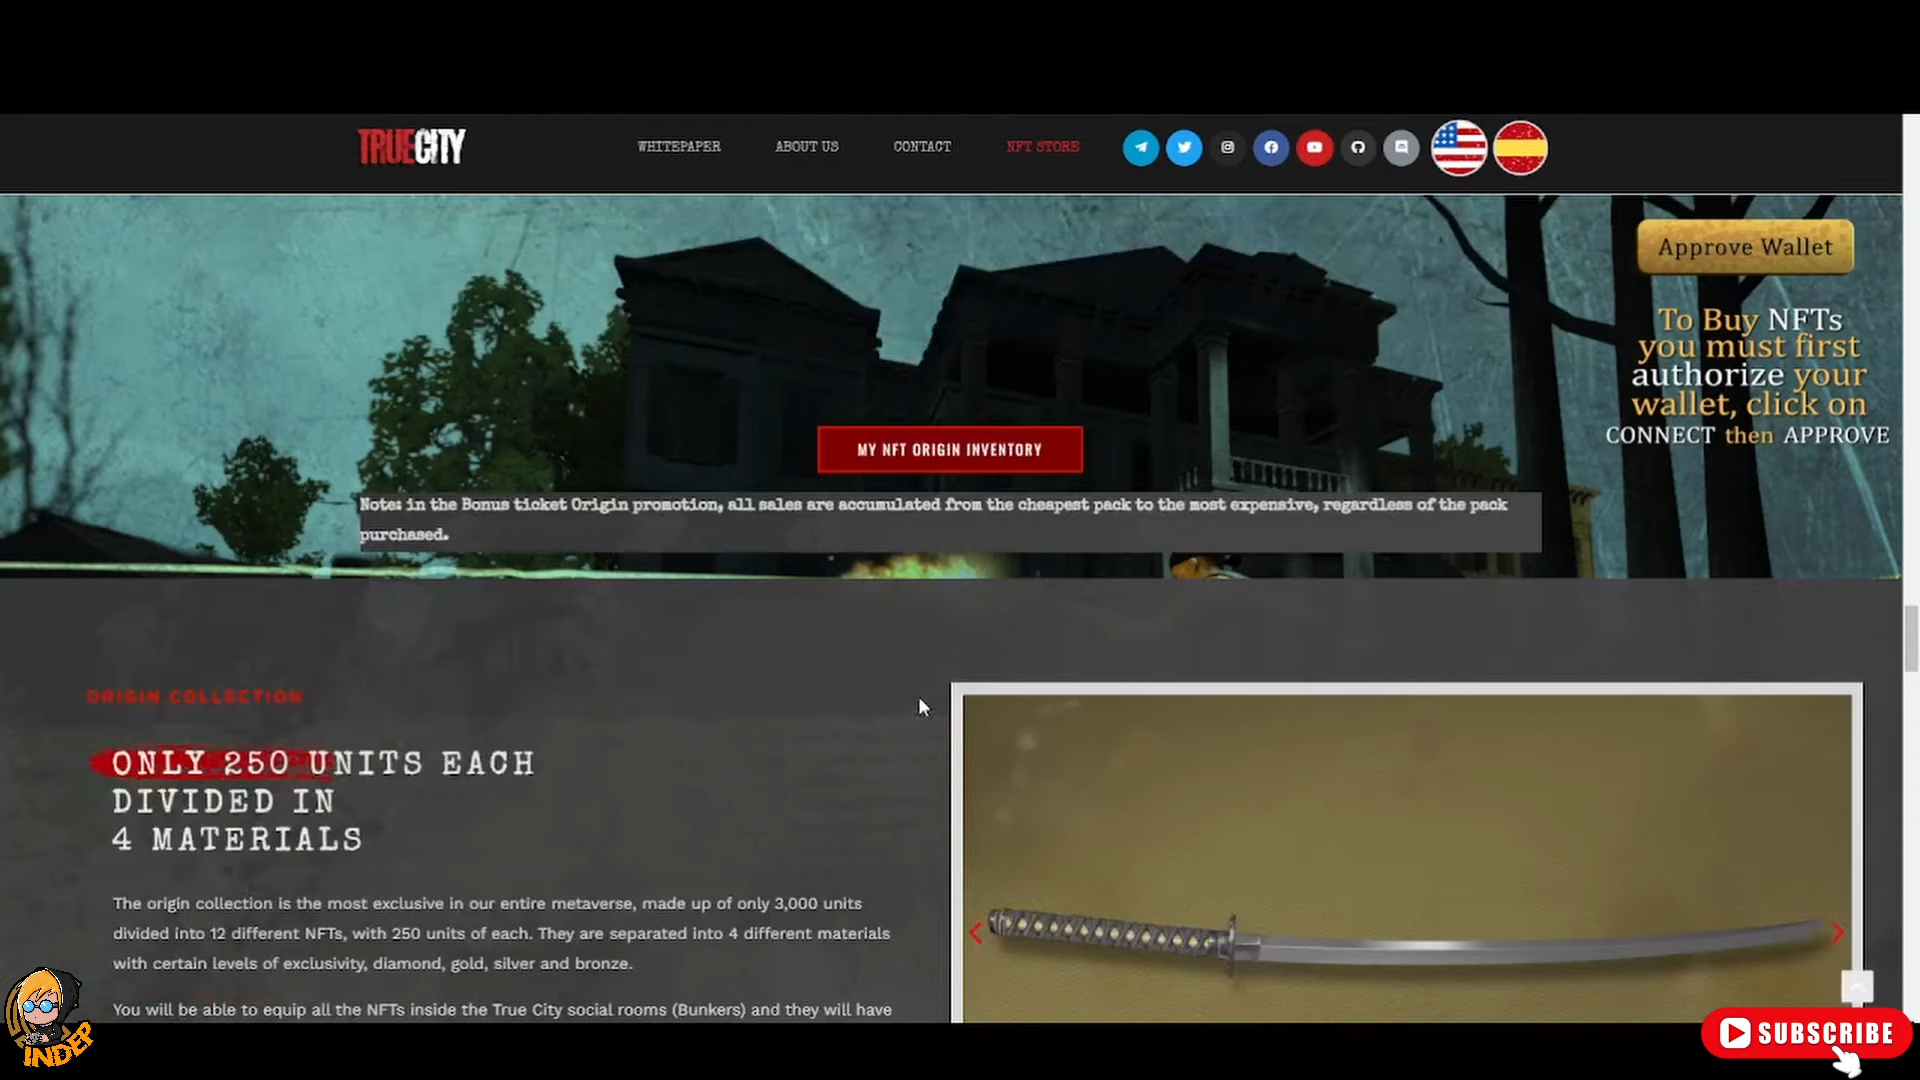 TRUECITY
WHITEPAPER ABOUT US CONTACT NFT STORE
Approve Wallet
To Buy NFTs
you must first
authorize your
wallet, click on
CONNECT then APPROVE
MY NFT ORIGIN INVENTORY
Note: in the Bonus ticket Origin promotion, all sales are accumulated from the cheapest pack to the most expensive, regardless of the pack
purchased.
ORIGIN COLLECTION
ONLY 250 UNITS EACH
DIVIDED IN
4 MATERIALS
The origin collection is the most exclusive in our entire metaverse, made up of only 3,000 units
divided into 12 different NFTs, with 250 units of each. They are separated into 4 different materials
with certain levels of exclusivity, diamond, gold, silver and bronze.
You will be able to equip all the NFTs inside the True City social rooms (Bunkers) and they will have
INDEP
SUBSCRIBE